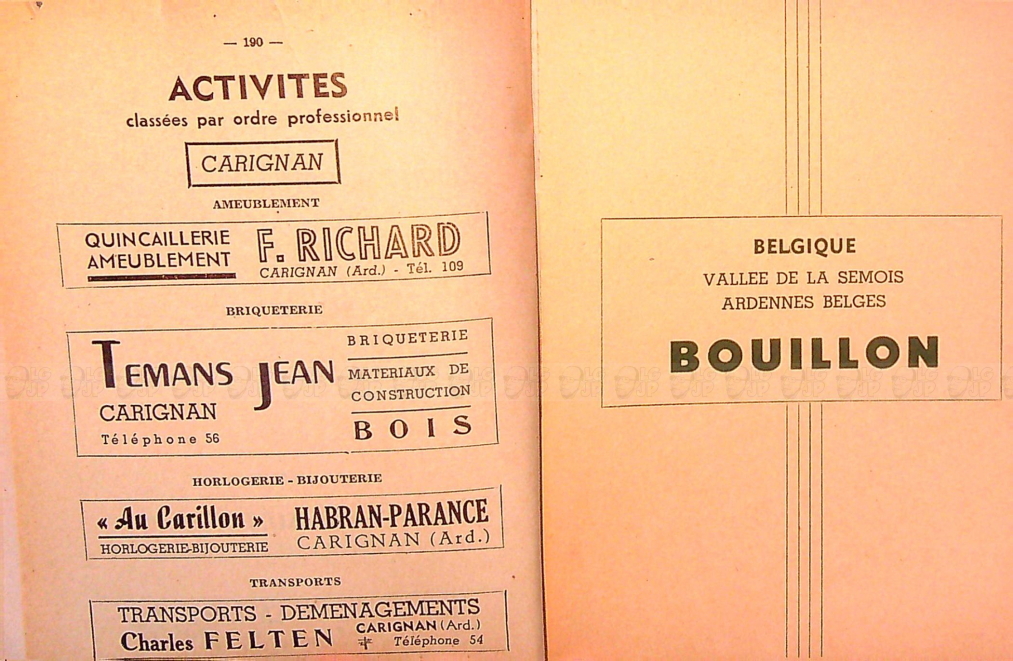 — 190 —
ACTIVITES
classées par ordre professionnel
CARIGNAN
AMEUBLEMENT
QUINCAILLERIE
AMEUBLEMENT
F. RICHARD
CARIGNAN (Ard.) - Tél. 109
BRIQUETERIE
TEMANS JEAN
CARIGNAN
Téléphone 56
BRIQUETERIE
MATERIAUX DE
CONSTRUCTION
BOIS
HORLOGERIE - BIJOUTERIE
« Au Carillon »
HORLOGERIE-BIJOUTERIE
HABRAN-PARANCE
CARIGNAN (Ard.)
TRANSPORTS
TRANSPORTS - DEMENAGEMENTS
Charles FELTEN
CARIGNAN (Ard.)
Téléphone 54
BELGIQUE
VALLEE DE LA SEMOIS
ARDENNES BELGES
BOUILLON